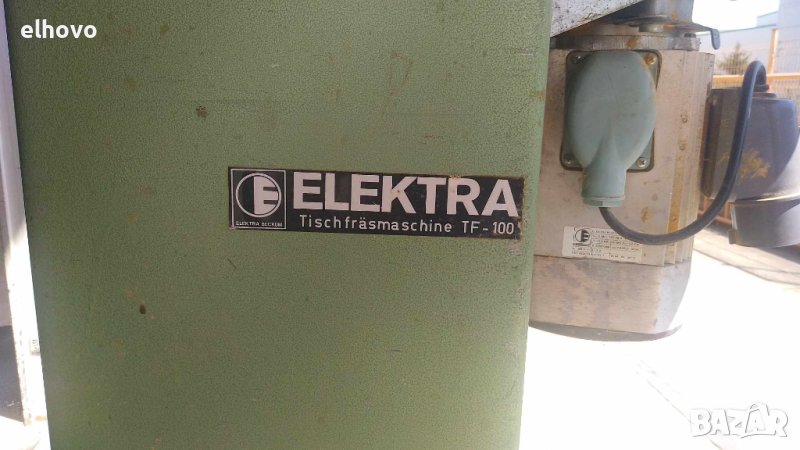 elhovo
ELEKTRA
ELEKTRA BECKUM
Tischfräsmaschine TF-100
BAZAR